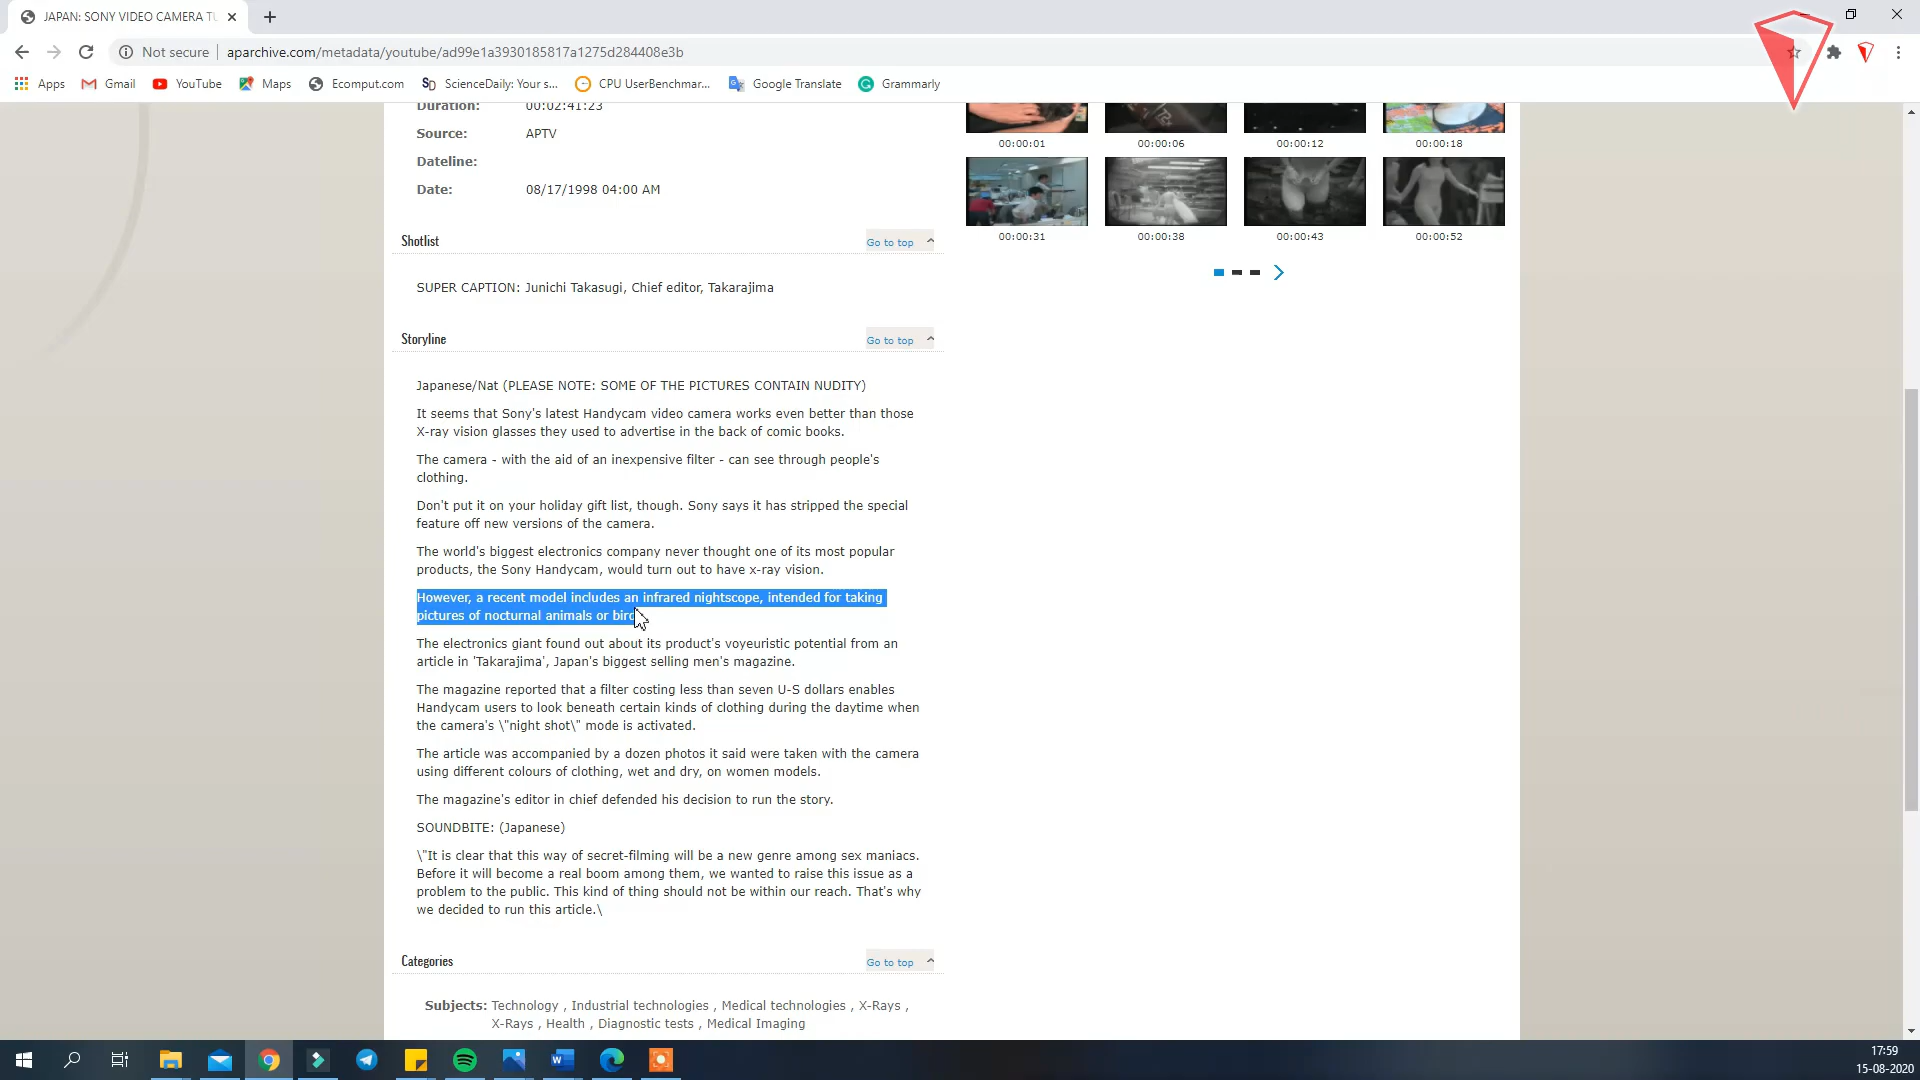 JAPAN: SONY VIDEO CAMERA TU
Not secure
aparchive.com/metadata/youtube/ad99e1a3930185817a1275d284408e3b
Apps
Gmail
YouTube
Maps
Ecomput.com
ScienceDaily: Your s...
CPU UserBenchmar...
Google Translate
Grammarly
Duration: 00:02:41:23
Source: APTV
Dateline:
Date: 08/17/1998 04:00 AM
00:00:01
00:00:06
00:00:12
00:00:18
00:00:31
00:00:38
00:00:43
00:00:52
Shotlist
Go to top
SUPER CAPTION: Junichi Takasugi, Chief editor, Takarajima
Storyline
Go to top
Japanese/Nat (PLEASE NOTE: SOME OF THE PICTURES CONTAIN NUDITY)
It seems that Sony's latest Handycam video camera works even better than those
X-ray vision glasses they used to advertise in the back of comic books.
The camera - with the aid of an inexpensive filter - can see through people's
clothing.
Don't put it on your holiday gift list, though. Sony says it has stripped the special
feature off new versions of the camera.
The world's biggest electronics company never thought one of its most popular
products, the Sony Handycam, would turn out to have x-ray vision.
However, a recent model includes an infrared nightscope, intended for taking
pictures of nocturnal animals or bird
The electronics giant found out about its product's voyeuristic potential from an
article in 'Takarajima', Japan's biggest selling men's magazine.
The magazine reported that a filter costing less than seven U-S dollars enables
Handycam users to look beneath certain kinds of clothing during the daytime when
the camera's \"night shot\" mode is activated.
The article was accompanied by a dozen photos it said were taken with the camera
using different colours of clothing, wet and dry, on women models.
The magazine's editor in chief defended his decision to run the story.
SOUNDBITE: (Japanese)
\"It is clear that this way of secret-filming will be a new genre among sex maniacs.
Before it will become a real boom among them, we wanted to raise this issue as a
problem to the public. This kind of thing should not be within our reach. That's why
we decided to run this article.\
Categories
Go to top
Subjects: Technology , Industrial technologies , Medical technologies , X-Rays ,
X-Rays , Health , Diagnostic tests , Medical Imaging
17:59
15-08-2020